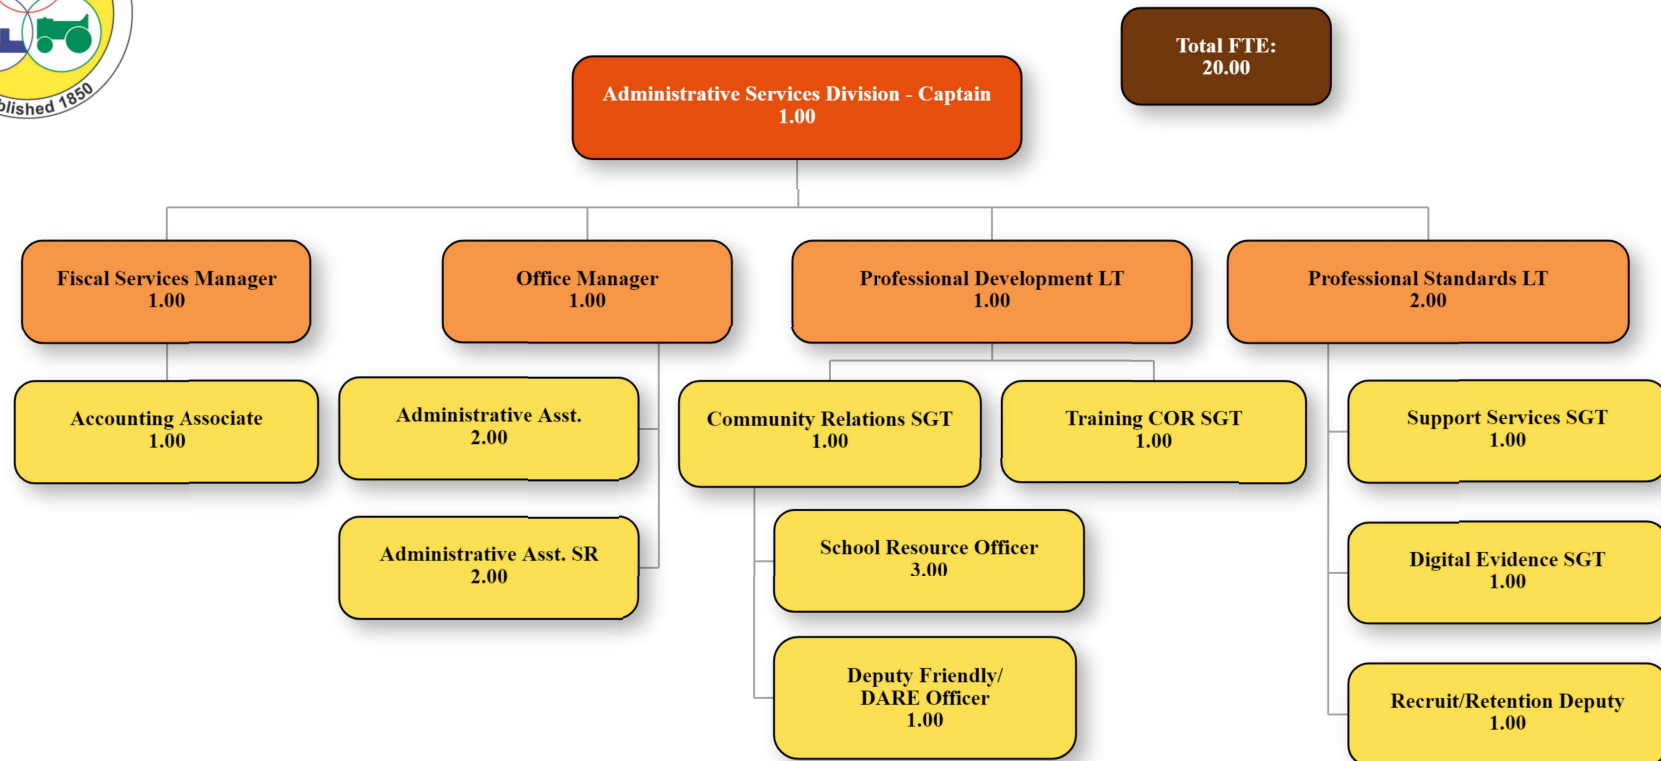 Total FTE:
20.00
Administrative Services Division - Captain
1.00
Fiscal Services Manager
1.00
Office Manager
1.00
Professional Development LT
1.00
Professional Standards LT
2.00
Accounting Associate
1.00
Administrative Asst.
2.00
Administrative Asst. SR
2.00
Community Relations SGT
1.00
Training COR SGT
1.00
School Resource Officer
3.00
Deputy Friendly/
DARE Officer
1.00
Support Services SGT
1.00
Digital Evidence SGT
1.00
Recruit/Retention Deputy
1.00
1850